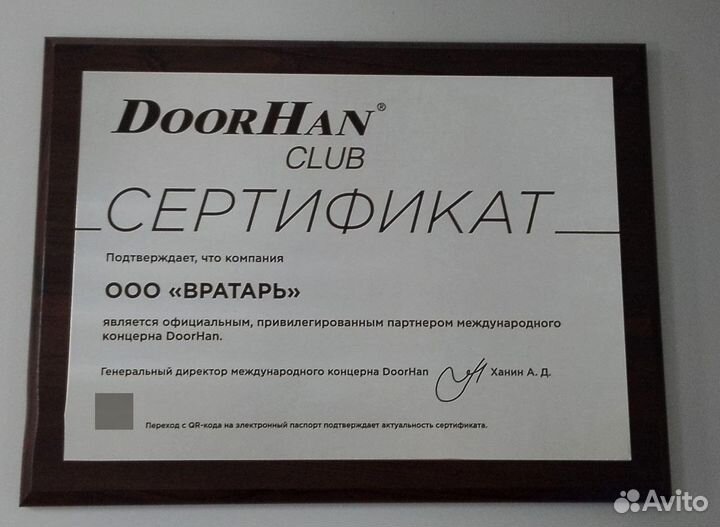 DOORHAN®
CLUB
СЕРТИФИКАТ
Подтверждает, что компания
ООО «ВРАТАРЬ»
является официальным, привилегированным партнером международного
концерна DoorHan.
Генеральный директор международного концерна DoorHan Ханин А. Д.
Переход с QR-кода на электронный паспорт подтверждает актуальность сертификата.
Avito